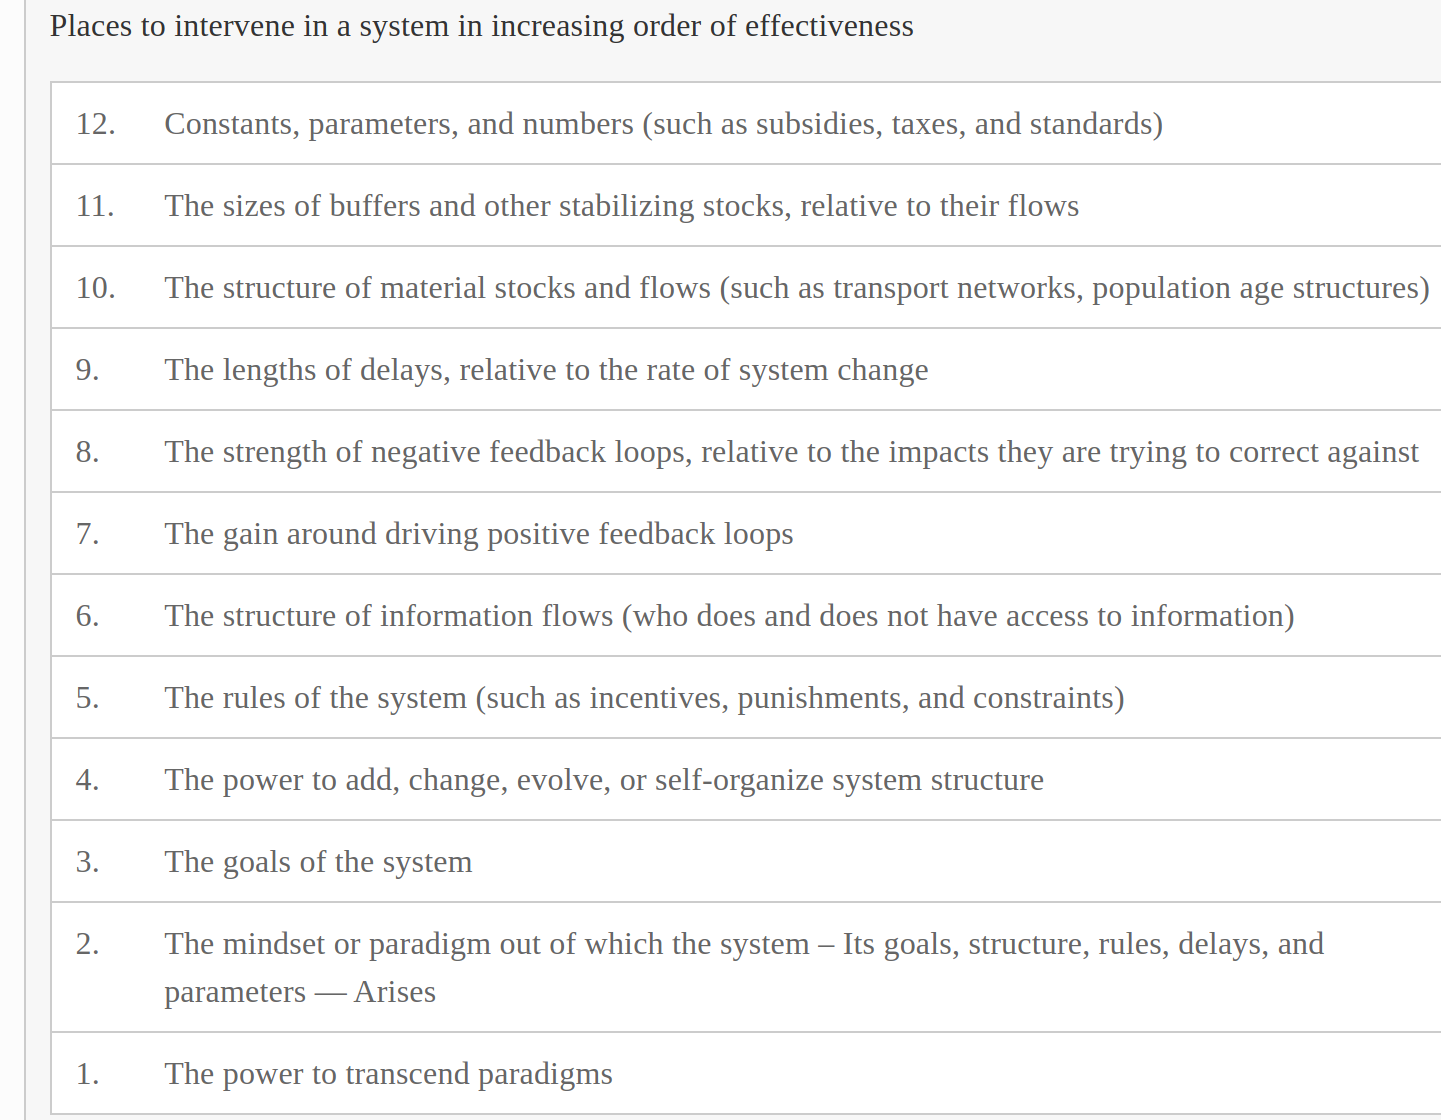 Places to intervene in a system in increasing order of effectiveness
12. Constants, parameters, and numbers (such as subsidies, taxes, and standards)
11. The sizes of buffers and other stabilizing stocks, relative to their flows
10. The structure of material stocks and flows (such as transport networks, population age structures)
9. The lengths of delays, relative to the rate of system change
8. The strength of negative feedback loops, relative to the impacts they are trying to correct against
7. The gain around driving positive feedback loops
6. The structure of information flows (who does and does not have access to information)
5. The rules of the system (such as incentives, punishments, and constraints)
4. The power to add, change, evolve, or self-organize system structure
3. The goals of the system
2. The mindset or paradigm out of which the system – Its goals, structure, rules, delays, and
parameters — Arises
1. The power to transcend paradigms